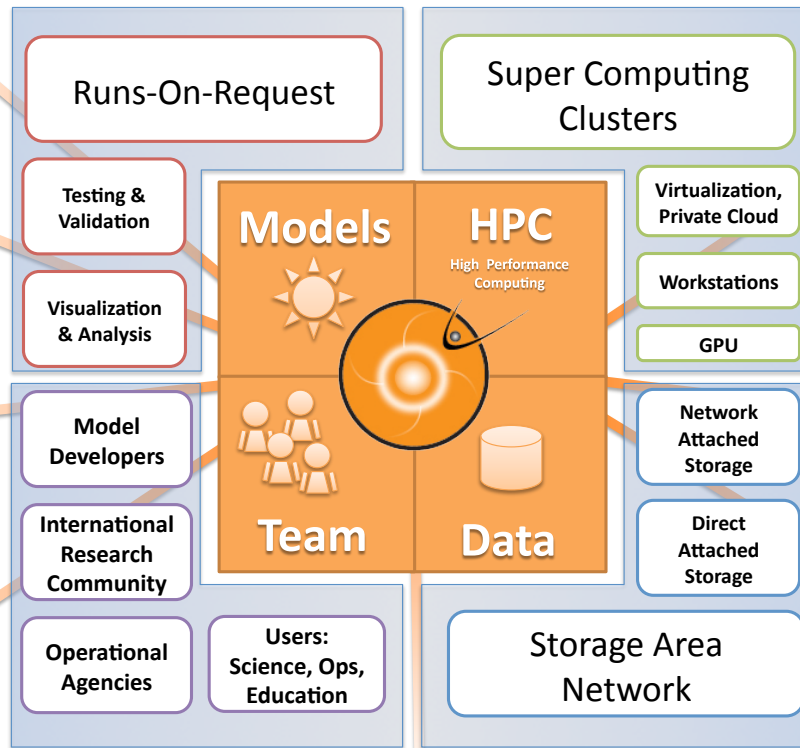 Runs-On-Request
Testing &
Validation
Visualization
& Analysis
Super Computing
Clusters
Virtualization,
Private Cloud
Workstations
GPU
Models
HPC
High Performance
Computing
Team
Data
Model
Developers
International
Research
Community
Operational
Agencies
Users:
Science, Ops,
Education
Network
Attached
Storage
Direct
Attached
Storage
Storage Area
Network